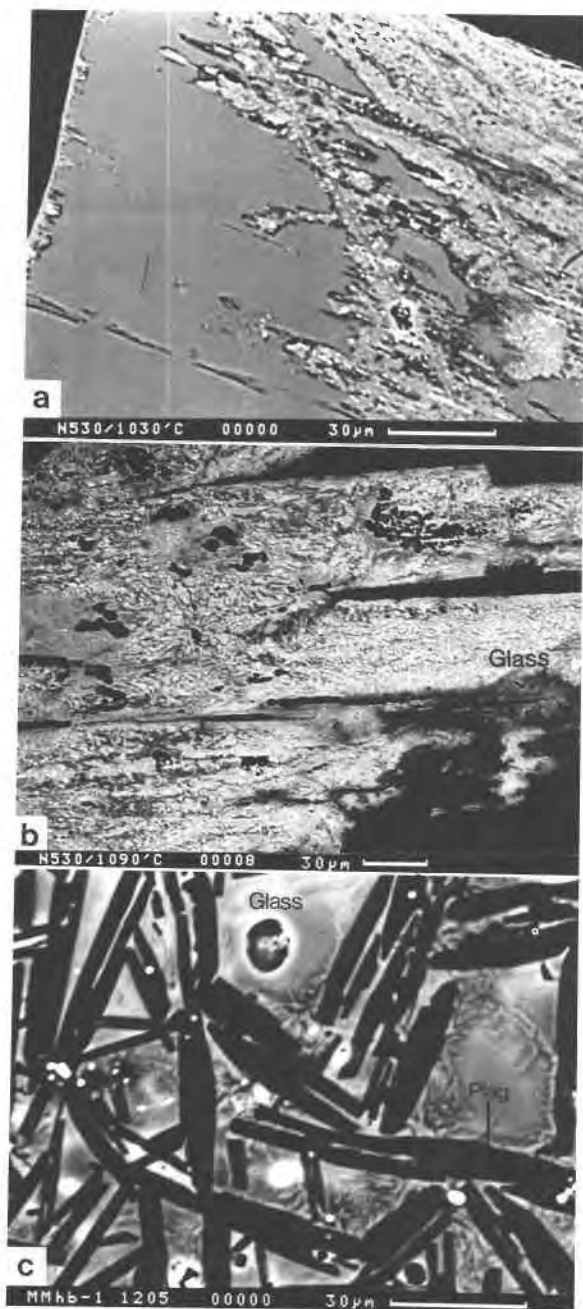 a
N530/1030'C 00000 30µm
Glass
b
N530/1090'C 00008 30µm
Glass
Plag
c
MMhb-1 1205 00000 30µm